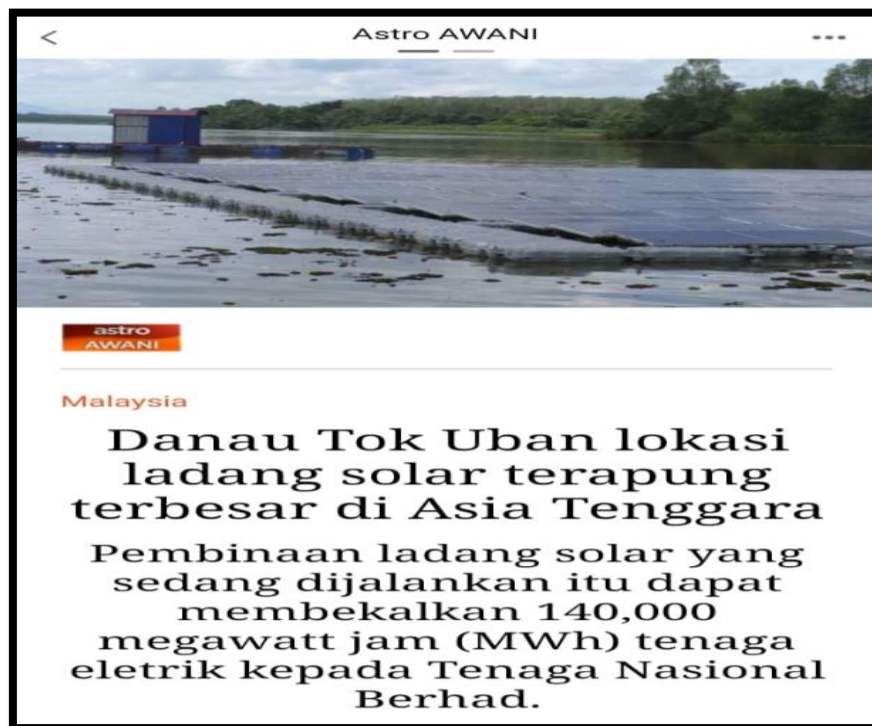 Astro AWANI
astro
AWANI
Malaysia
Danau Tok Uban lokasi
ladang solar terapung
terbesar di Asia Tenggara
Pembinaan ladang solar yang
sedang dijalankan itu dapat
membekalkan 140,000
megawatt jam (MWh) tenaga
eletrik kepada Tenaga Nasional
Berhad.